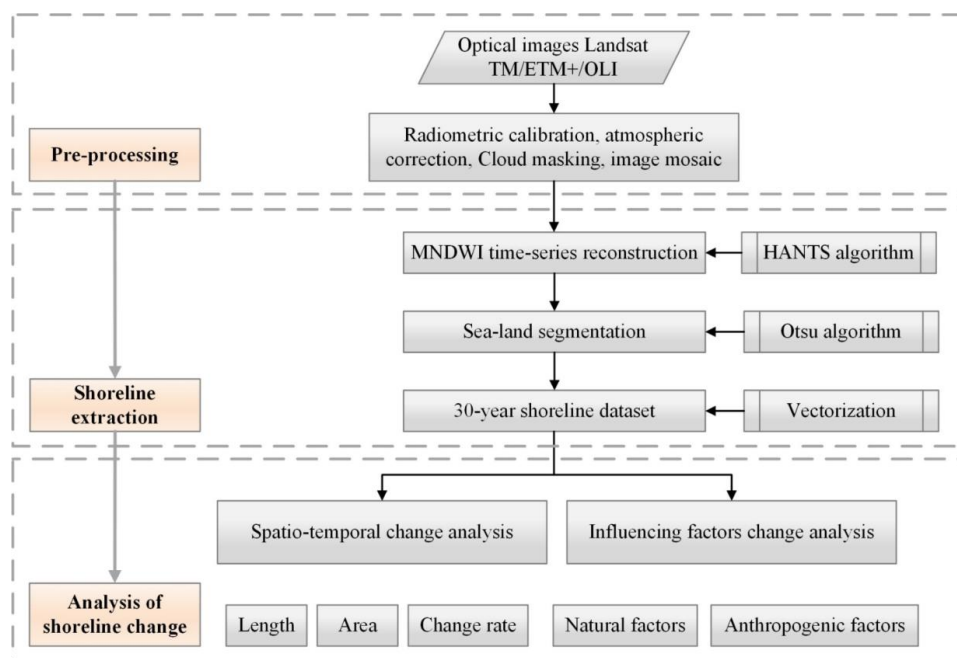 Optical images Landsat
TM/ETM+/OLI
Pre-processing
Radiometric calibration, atmospheric
correction, Cloud masking, image mosaic
MNDWI time-series reconstruction
HANTS algorithm
Sea-land segmentation
Otsu algorithm
Shoreline
extraction
30-year shoreline dataset
Vectorization
Spatio-temporal change analysis
Influencing factors change analysis
Analysis of
shoreline change
Length
Area
Change rate
Natural factors
Anthropogenic factors